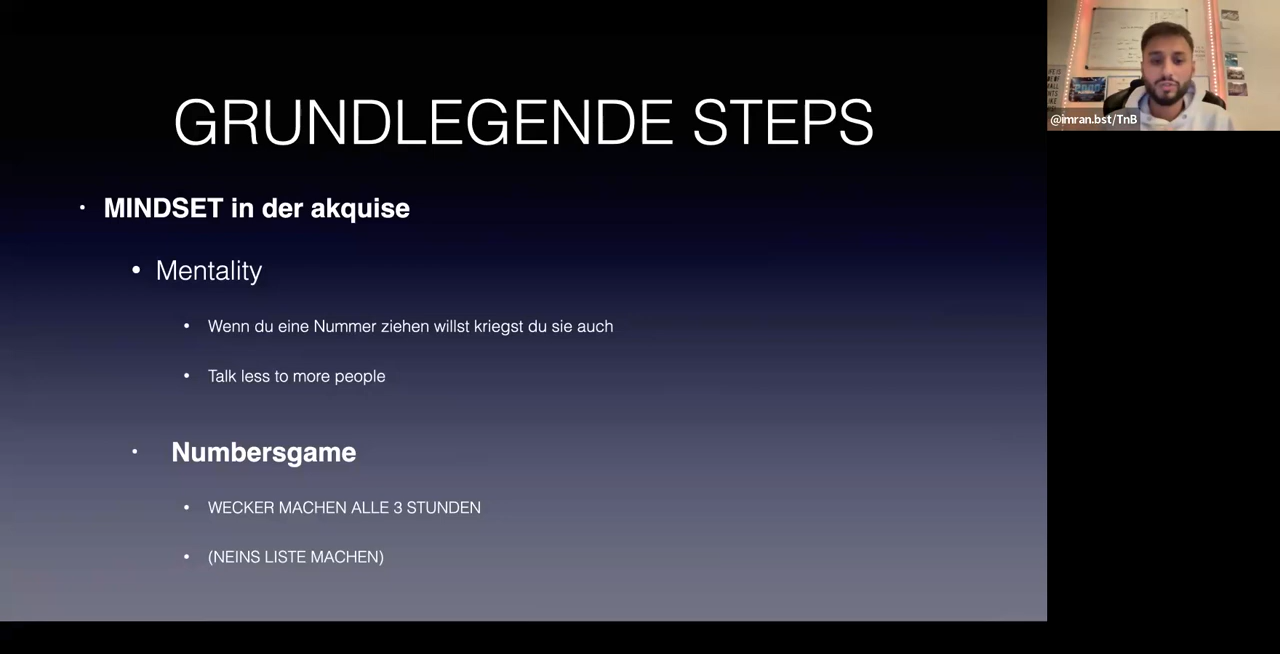 GRUNDLEGENDE STEPS
MINDSET in der akquise
Mentality
Wenn du eine Nummer ziehen willst kriegst du sie auch
Talk less to more people
Numbersgame
WECKER MACHEN ALLE 3 STUNDEN
(NEINS LISTE MACHEN)
@imran.bst/TnB